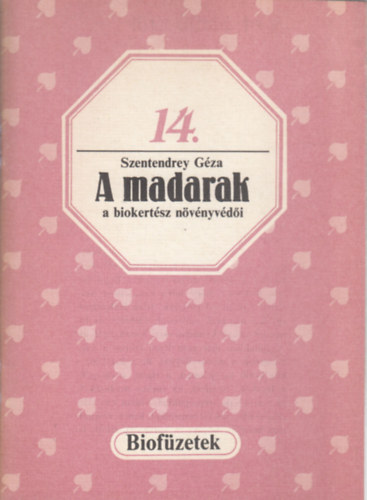 14.
Szentendrey Géza
A madarak
a biokertész növényvédői
Biofüzetek